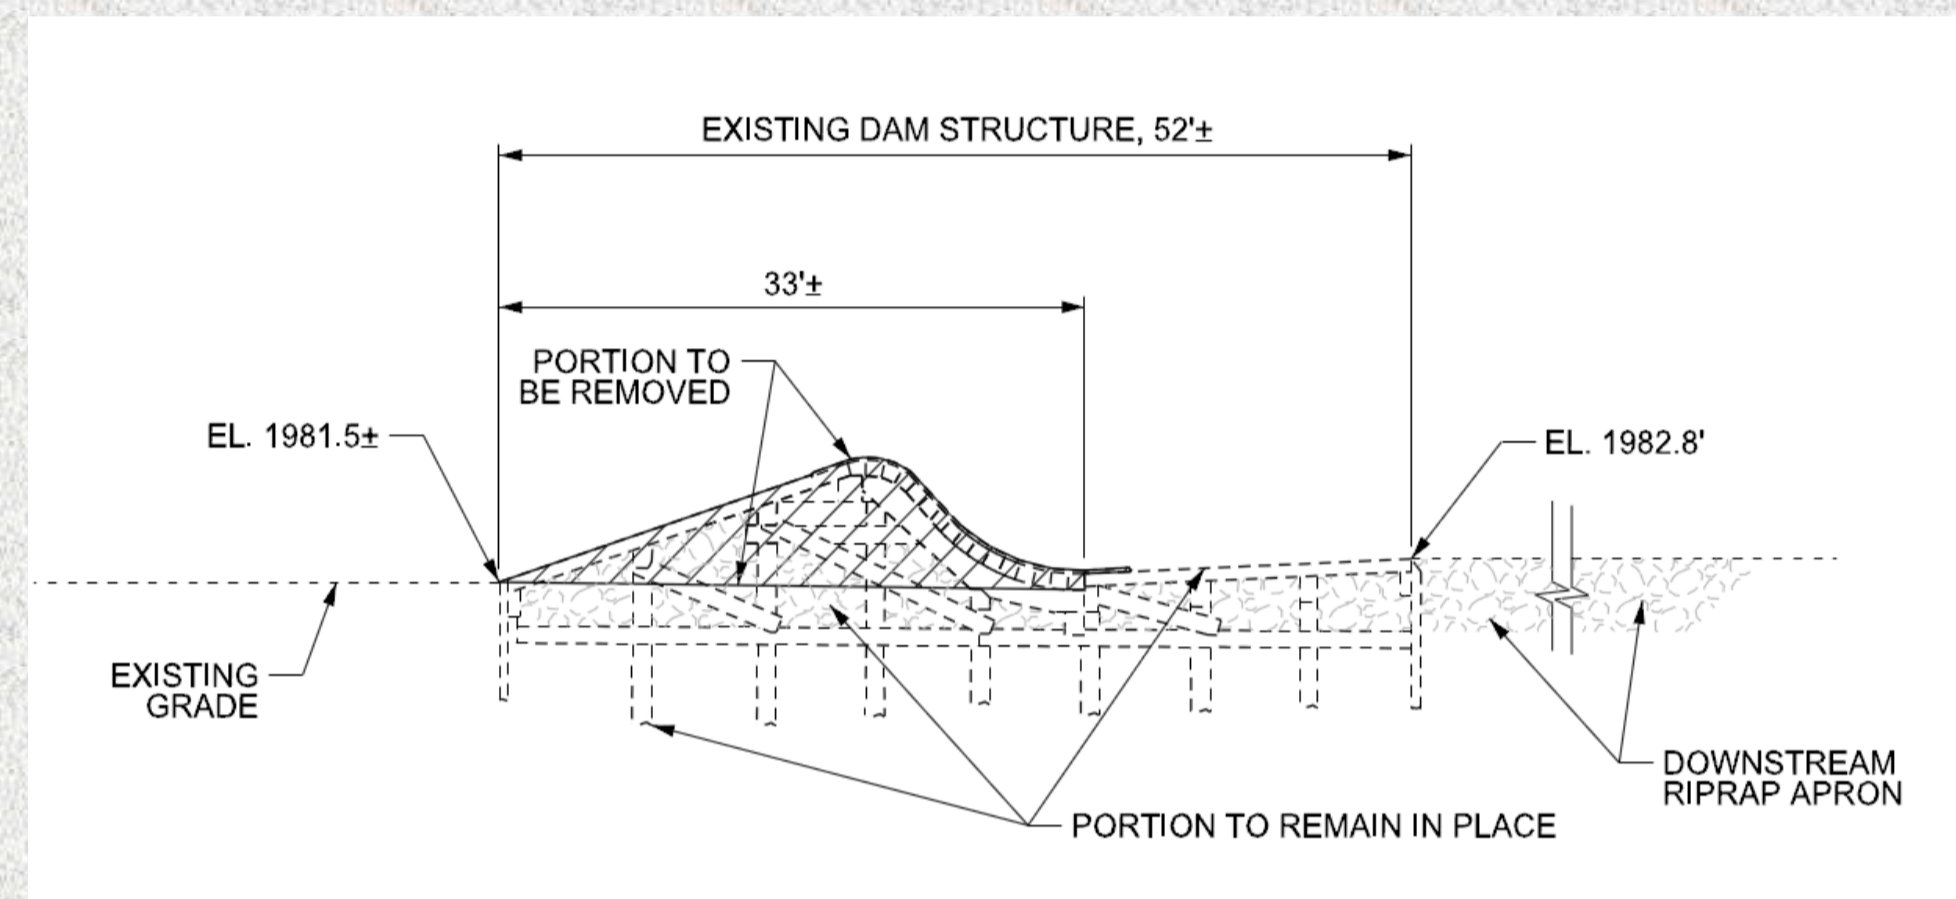 EXISTING DAM STRUCTURE, 52'±
33'±
PORTION TO
BE REMOVED
EL. 1981.5±
EL. 1982.8'
EXISTING
GRADE
DOWNSTREAM
RIPRAP APRON
PORTION TO REMAIN IN PLACE